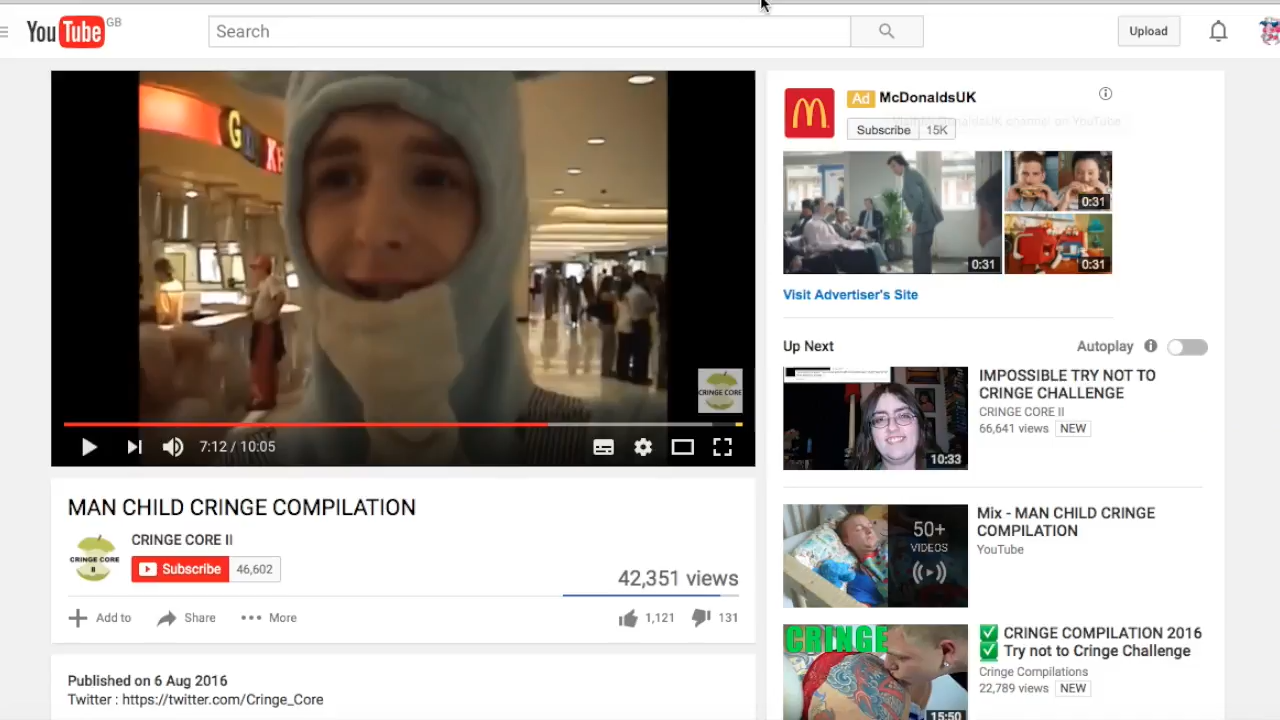 YouTube GB
Search
Upload
CRINGE CORE
7:12 / 10:05
MAN CHILD CRINGE COMPILATION
CRINGE CORE II
CRINGE CORE
II
Subscribe 46,602
42,351 views
Add to Share More 1,121 131
Published on 6 Aug 2016
Twitter : https://twitter.com/Cringe_Core
Ad McDonaldsUK
Subscribe 15K
0:31
0:31
0:31
Visit Advertiser's Site
Up Next Autoplay
10:33
IMPOSSIBLE TRY NOT TO
CRINGE CHALLENGE
CRINGE CORE II
66,641 views NEW
50+
VIDEOS
Mix - MAN CHILD CRINGE
COMPILATION
YouTube
CRINGE
15:50
✅ CRINGE COMPILATION 2016
✅ Try not to Cringe Challenge
Cringe Compilations
22,789 views NEW